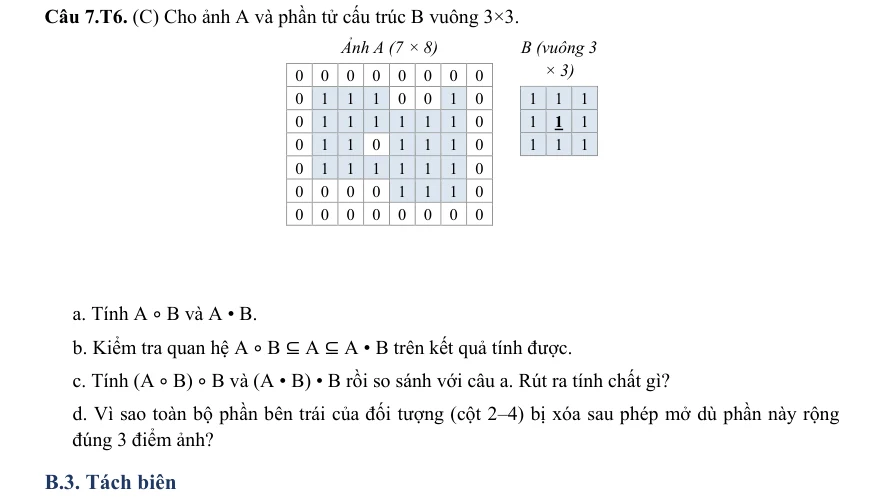 Câu 7.T6. (C) Cho ảnh A và phần tử cấu trúc B vuông 3×3.
Ảnh A (7 × 8)
0 0 0 0 0 0 0 0
0 1 1 1 0 0 1 0
0 1 1 1 1 1 1 0
0 1 1 0 1 1 1 0
0 1 1 1 1 1 1 0
0 0 0 0 1 1 1 0
0 0 0 0 0 0 0 0
B (vuông 3
× 3)
1 1 1
1 1 1
1 1 1
a. Tính A ∘ B và A • B.
b. Kiểm tra quan hệ A ∘ B ⊆ A ⊆ A • B trên kết quả tính được.
c. Tính (A ∘ B) ∘ B và (A • B) • B rồi so sánh với câu a. Rút ra tính chất gì?
d. Vì sao toàn bộ phần bên trái của đối tượng (cột 2–4) bị xóa sau phép mở dù phần này rộng
đúng 3 điểm ảnh?
B.3. Tách biên